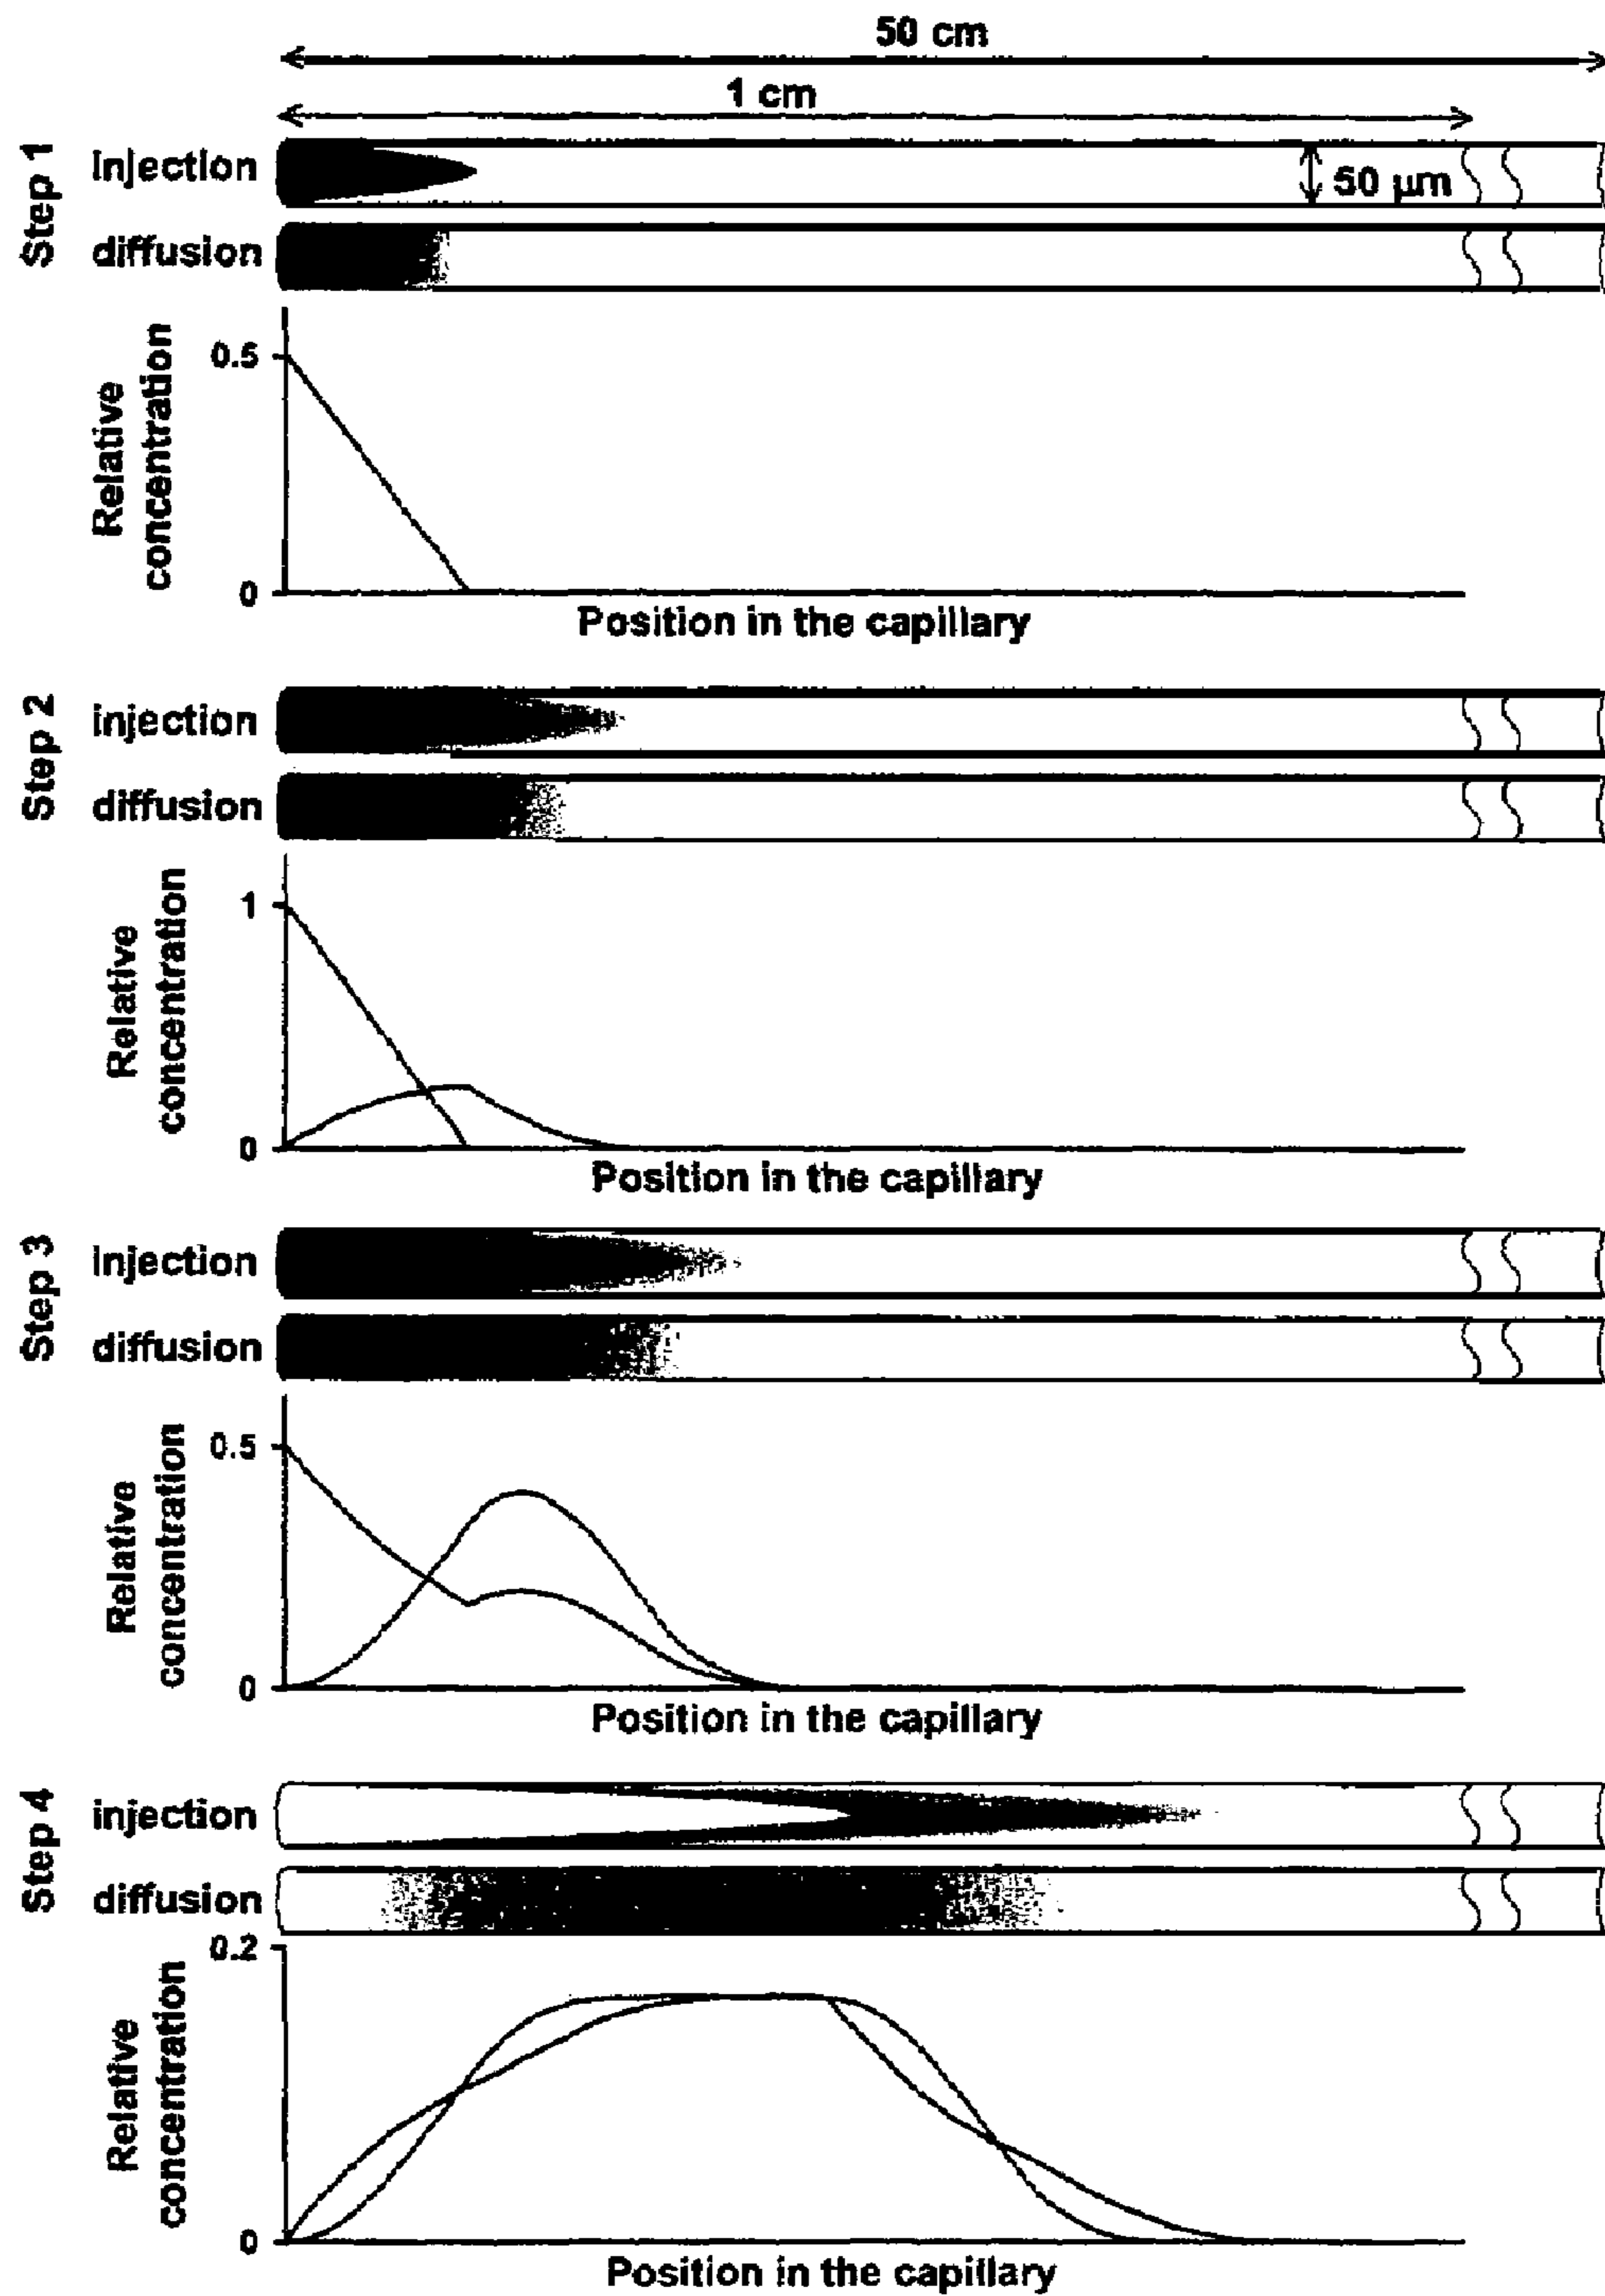 50 cm
1 cm
Step 1
injection
50 µm
diffusion
Relative
concentration
0.5
0
Position in the capillary
Step 2
injection
diffusion
Relative
concentration
1
0
Position in the capillary
Step 3
injection
diffusion
Relative
concentration
0.5
0
Position in the capillary
Step 4
injection
diffusion
Relative
concentration
0.2
0
Position in the capillary